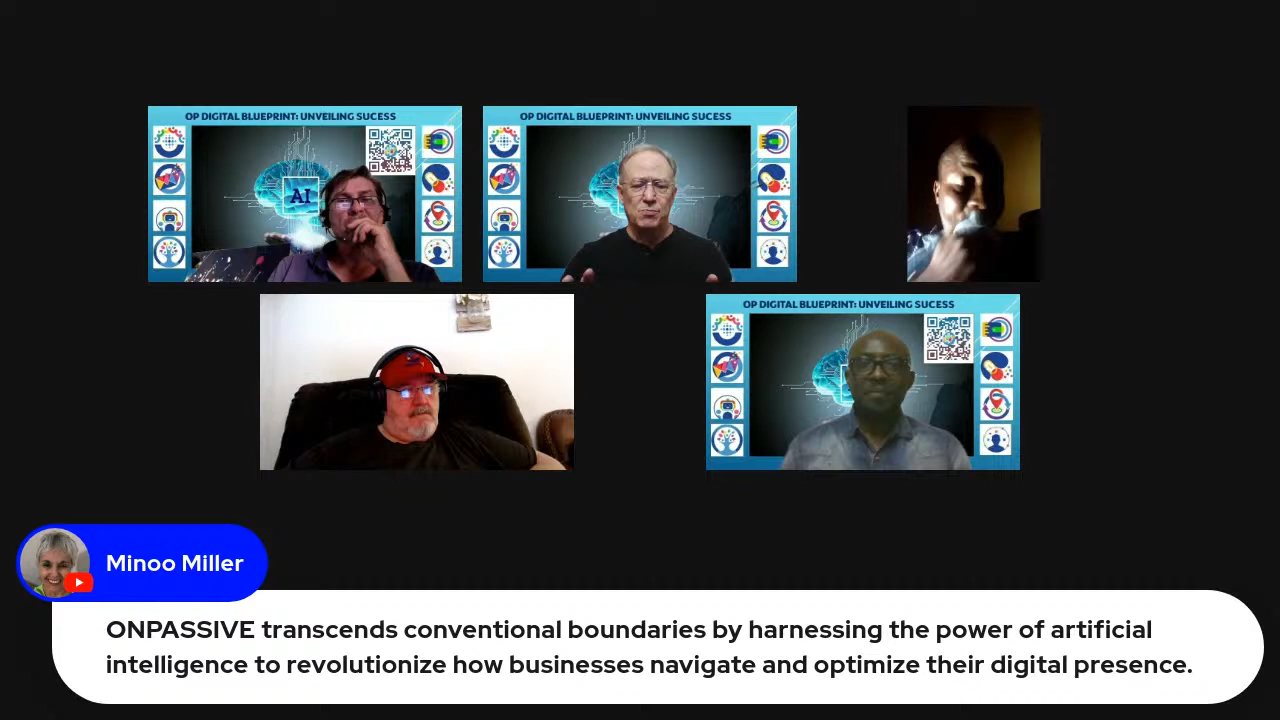 OP DIGITAL BLUEPRINT: UNVEILING SUCESS
OP DIGITAL BLUEPRINT: UNVEILING SUCESS
AI
OP DIGITAL BLUEPRINT: UNVEILING SUCESS
Minoo Miller
ONPASSIVE transcends conventional boundaries by harnessing the power of artificial
intelligence to revolutionize how businesses navigate and optimize their digital presence.